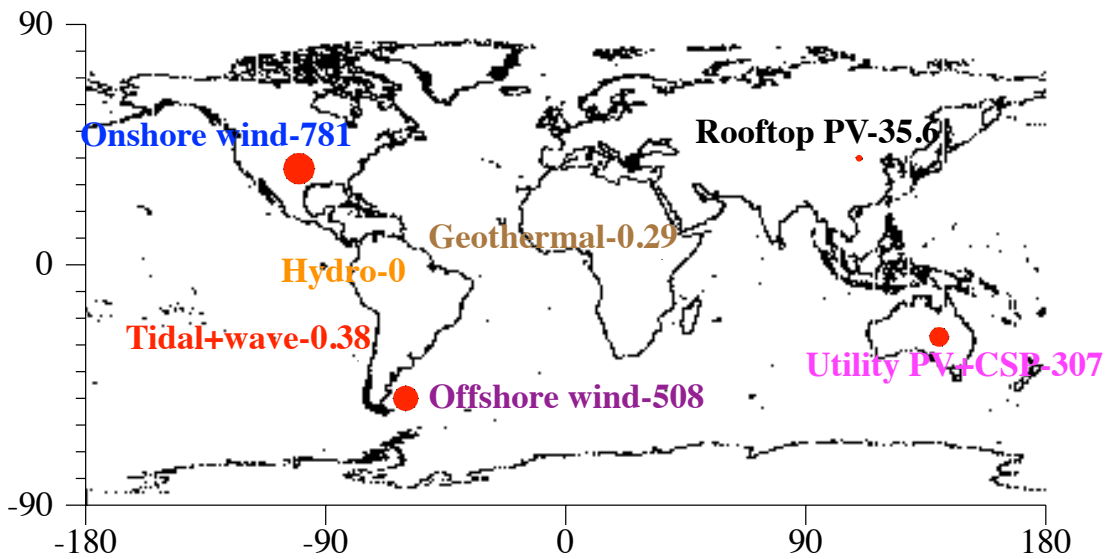 90
Onshore wind-781
Rooftop PV-35.6
Geothermal-0.29
0
Hydro-0
Tidal+wave-0.38
Utility PV+CSP-307
Offshore wind-508
-90
-180 -90 0 90 180